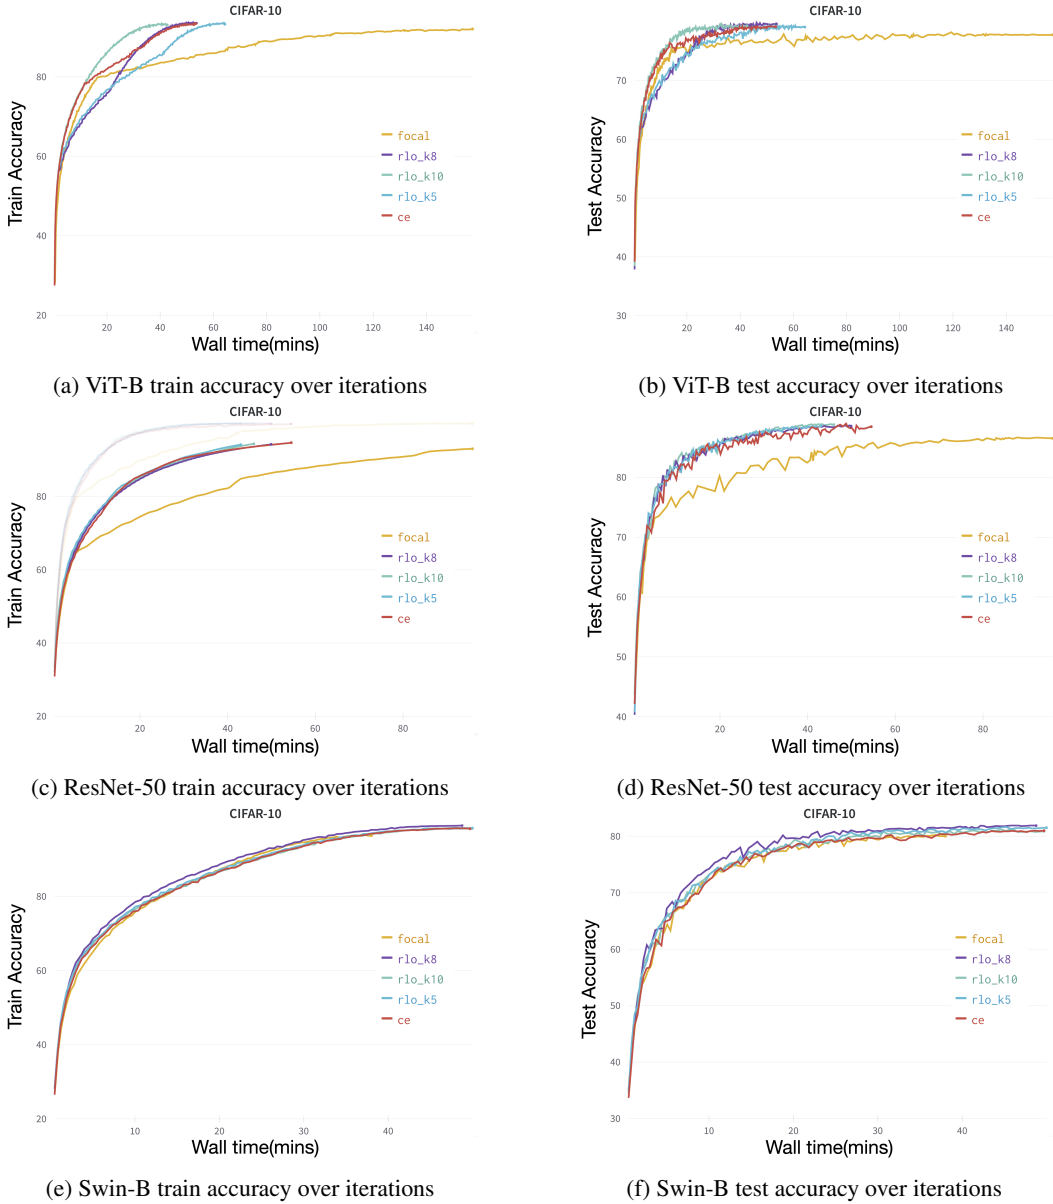 CIFAR-10
Train Accuracy
80
60
40
20
focal
rlo_k8
rlo_k10
rlo_k5
ce
20 40 60 80 100 120 140
Wall time(mins)
(a) ViT-B train accuracy over iterations
CIFAR-10
Test Accuracy
70
60
50
40
30
focal
rlo_k8
rlo_k10
rlo_k5
ce
20 40 60 80 100 120 140
Wall time(mins)
(b) ViT-B test accuracy over iterations
CIFAR-10
Train Accuracy
80
60
40
20
focal
rlo_k8
rlo_k10
rlo_k5
ce
20 40 60 80
Wall time(mins)
(c) ResNet-50 train accuracy over iterations
CIFAR-10
Test Accuracy
80
70
60
50
40
focal
rlo_k8
rlo_k10
rlo_k5
ce
20 40 60 80
Wall time(mins)
(d) ResNet-50 test accuracy over iterations
CIFAR-10
Train Accuracy
80
60
40
20
focal
rlo_k8
rlo_k10
rlo_k5
ce
10 20 30 40
Wall time(mins)
(e) Swin-B train accuracy over iterations
CIFAR-10
Test Accuracy
80
70
60
50
40
30
focal
rlo_k8
rlo_k10
rlo_k5
ce
10 20 30 40
Wall time(mins)
(f) Swin-B test accuracy over iterations